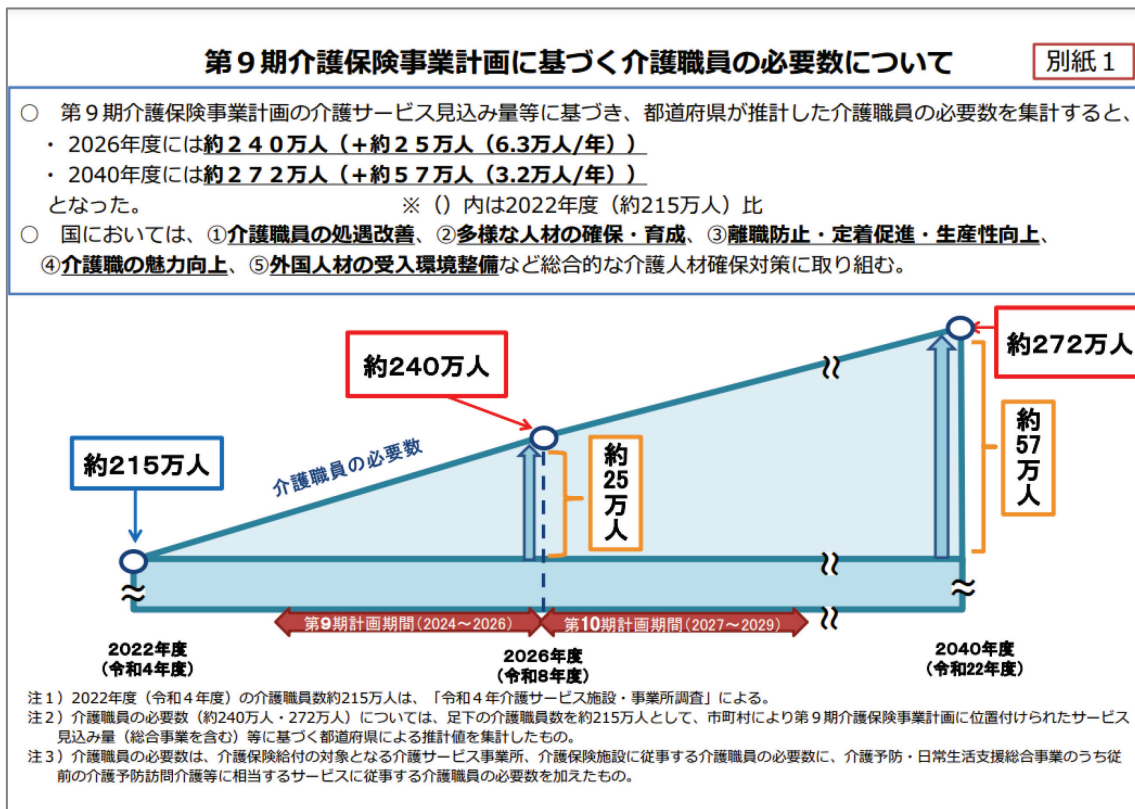 第９期介護保険事業計画に基づく介護職員の必要数について
別紙１
○　第９期介護保険事業計画の介護サービス見込み量等に基づき、都道府県が推計した介護職員の必要数を集計すると、
・ 2026年度には約２４０万人（＋約２５万人（6.3万人/年））
・ 2040年度には約２７２万人（＋約５７万人（3.2万人/年））
となった。　　　　※（）内は2022年度（約215万人）比
○　国においては、①介護職員の処遇改善、②多様な人材の確保・育成、③離職防止・定着促進・生産性向上、
④介護職の魅力向上、⑤外国人材の受入環境整備など総合的な介護人材確保対策に取り組む。
約272万人
約240万人
約215万人
介護職員の必要数
約25万人
約57万人
第9期計画期間（2024～2026）
第10期計画期間（2027～2029）
2022年度
（令和4年度）
2026年度
（令和8年度）
2040年度
（令和22年度）
注１）2022年度（令和４年度）の介護職員数約215万人は、「令和４年介護サービス施設・事業所調査」による。
注２）介護職員の必要数（約240万人・272万人）については、足下の介護職員数を約215万人として、市町村により第９期介護保険事業計画に位置付けられたサービス
見込み量（総合事業を含む）等に基づく都道府県による推計値を集計したもの。
注３）介護職員の必要数は、介護保険給付の対象となる介護サービス事業所、介護保険施設に従事する介護職員の必要数に、介護予防・日常生活支援総合事業のうち従
前の介護予防訪問介護等に相当するサービスに従事する介護職員の必要数を加えたもの。